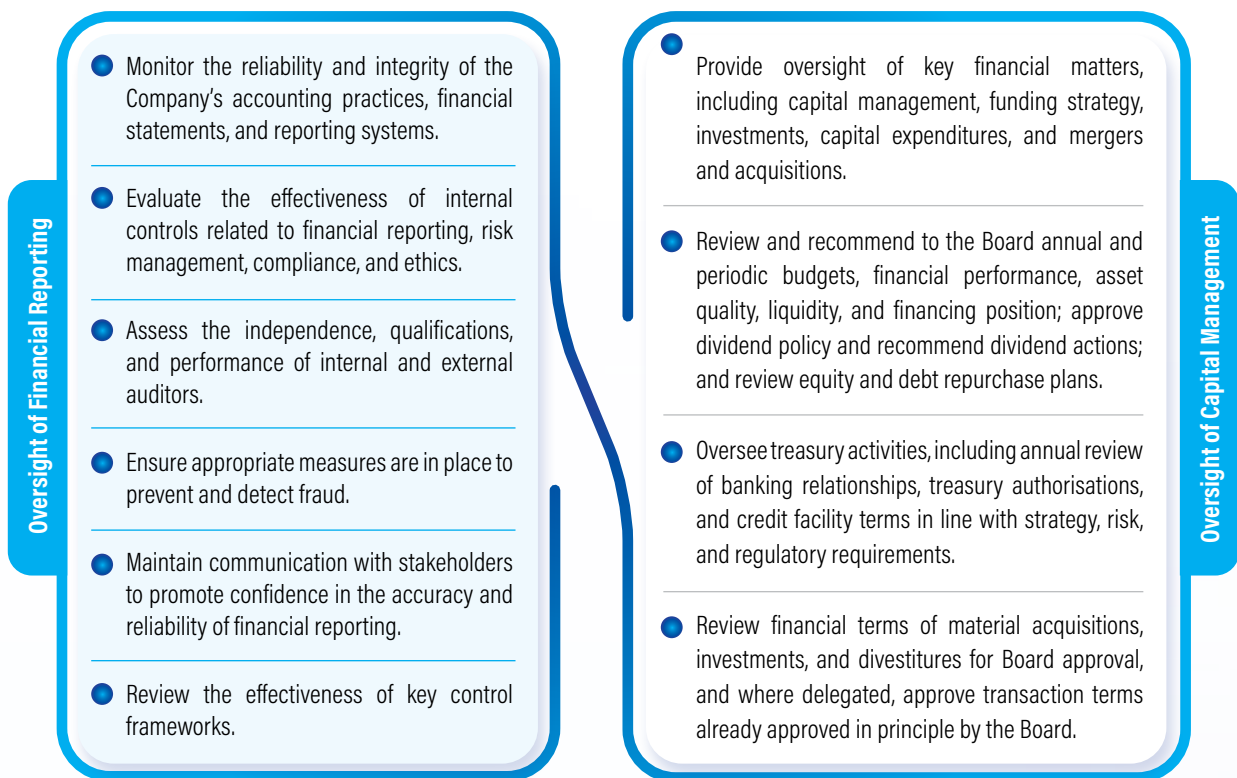 Oversight of Financial Reporting
Monitor the reliability and integrity of the
Company's accounting practices, financial
statements, and reporting systems.
Evaluate the effectiveness of internal
controls related to financial reporting, risk
management, compliance, and ethics.
Assess the independence, qualifications,
and performance of internal and external
auditors.
Ensure appropriate measures are in place to
prevent and detect fraud.
Maintain communication with stakeholders
to promote confidence in the accuracy and
reliability of financial reporting.
Review the effectiveness of key control
frameworks.
Oversight of Capital Management
Provide oversight of key financial matters,
including capital management, funding strategy,
investments, capital expenditures, and mergers
and acquisitions.
Review and recommend to the Board annual and
periodic budgets, financial performance, asset
quality, liquidity, and financing position; approve
dividend policy and recommend dividend actions;
and review equity and debt repurchase plans.
Oversee treasury activities, including annual review
of banking relationships, treasury authorisations,
and credit facility terms in line with strategy, risk,
and regulatory requirements.
Review financial terms of material acquisitions,
investments, and divestitures for Board approval,
and where delegated, approve transaction terms
already approved in principle by the Board.